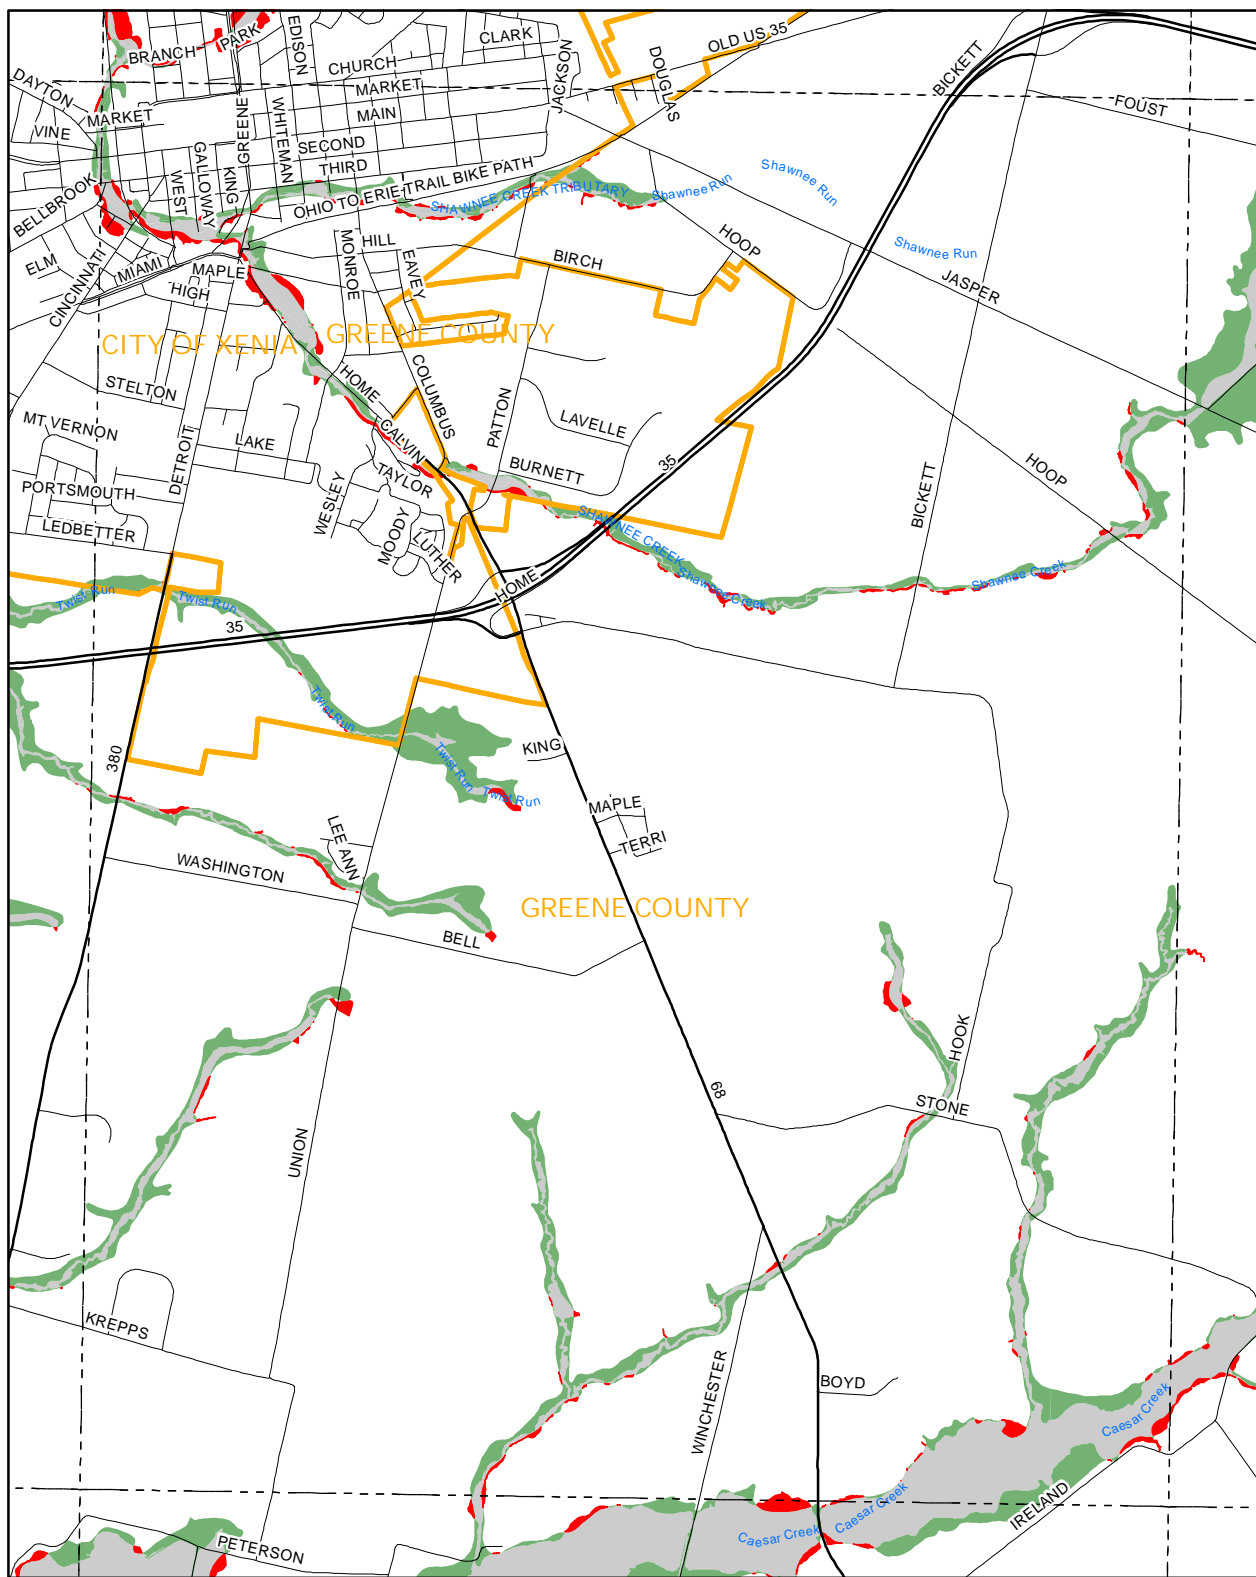 BRANCH
PARK
EDISON
CLARK
JACKSON
DOUGLAS
OLD US 35
BICKETT
FOUST
DAYTON
VINE
MARKET
CHURCH
MARKET
MAIN
WHITEMAN
GREENE
SECOND
THIRD
GALLOWAY
WEST
KING
BELLBROOK
OHIO TO ERIE TRAIL BIKE PATH
SHAWNEE CREEK TRIBUTARY
Shawnee Run
Shawnee Run
Shawnee Run
HOOP
JASPER
ELM
CINCINNATI
MIAMI
MAPLE
HIGH
MONROE
HILL
EAVEY
BIRCH
CITY OF XENIA
GREENE COUNTY
STELTON
HOME
COLUMBUS
PATTON
LAVELLE
MT VERNON
DETROIT
LAKE
CALVIN
TAYLOR
BURNETT
35
BICKETT
HOOP
PORTSMOUTH
LEDBETTER
WESLEY
MOODY
LUTHER
SHAWNEE CREEK
Shawnee Creek
Shawnee Creek
HOME
Twist Run
Twist Run
35
Twist Run
Twist Run
Twist Run
380
KING
MAPLE
TERRI
LEE ANN
WASHINGTON
GREENE COUNTY
BELL
68
HOOK
STONE
UNION
KREPPS
WINCHESTER
BOYD
Caesar Creek
Caesar Creek
Caesar Creek
IRELAND
PETERSON